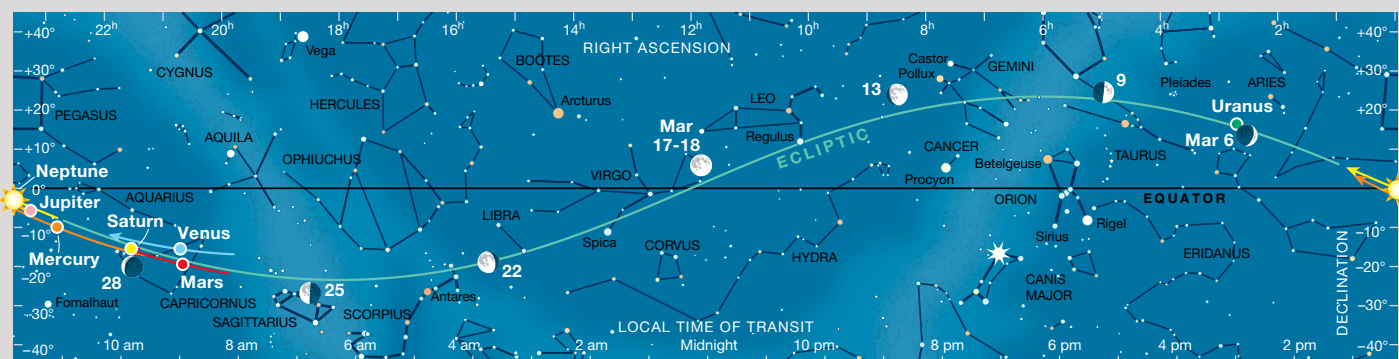 +40° 22h 20h 18h 16h 14h 12h 10h 8h 6h 4h 2h +40°
RIGHT ASCENSION
Vega
BOÖTES
Castor
GEMINI
+30° CYGNUS Pollux +30°
13
9
Pleiades
ARIES
HERCULES
LEO
Arcturus
Uranus
+20° PEGASUS +20°
Mar
17-18
Regulus
AQUILA
ECLIPTIC
Mar 6
+10° OPHIUCHUS CANCER TAURUS +10°
Betelgeuse
Neptune
VIRGO
Procyon
0° 0°
Jupiter
AQUARIUS
ORION
EQUATOR
Saturn
Venus
LIBRA
Rigel
-10° Spica Sirius -10°
Mercury
CORVUS
HYDRA
ERIDANUS
-20° 28 Mars 22 -20°
CANIS
MAJOR
25
Antares
Fomalhaut
CAPRICORNUS
-30° SAGITTARIUS SCORPIUS -30°
DECLINATION
LOCAL TIME OF TRANSIT
-40° 10 am 8 am 6 am 4 am 2 am Midnight 10 pm 8 pm 6 pm 4 pm 2 pm −40°